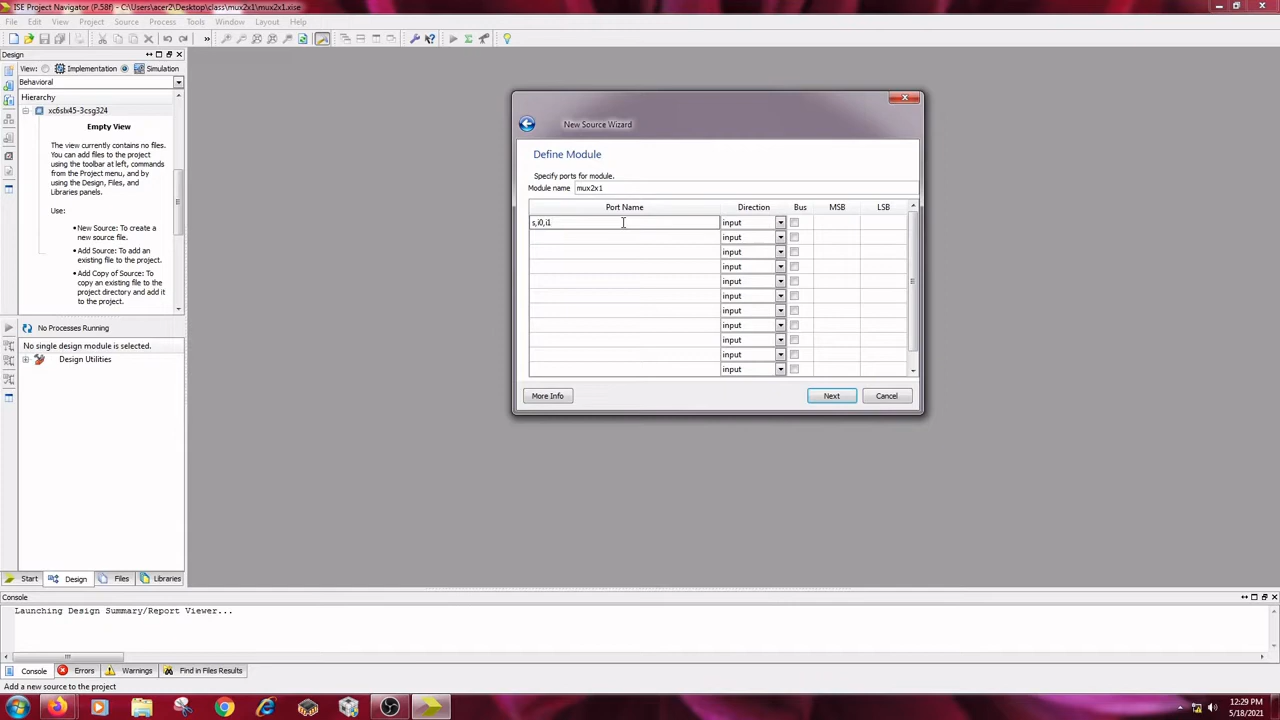 ISE Project Navigator (P.58f) - C:\Users\acer2\Desktop\class\mux2x1\mux2x1.xise
File Edit View Project Source Process Tools Window Layout Help
»
Design
View: Implementation Simulation
Behavioral
Hierarchy
xc6slx45-3csg324
Empty View
The view currently contains no files.
You can add files to the project
using the toolbar at left, commands
from the Project menu, and by
using the Design, Files, and
Libraries panels.
Use:
• New Source: To create a
new source file.
• Add Source: To add an
existing file to the project.
• Add Copy of Source: To
copy an existing file to the
project directory and add it
to the project.
No Processes Running
No single design module is selected.
Design Utilities
Start Design Files Libraries
New Source Wizard
Define Module
Specify ports for module.
Module name mux2x1
Port Name Direction Bus MSB LSB
s,i0,i1 input
input
input
input
input
input
input
input
input
input
input
More Info Next Cancel
Console
Launching Design Summary/Report Viewer...
Console Errors Warnings Find in Files Results
Add a new source to the project
12:29 PM
5/18/2021